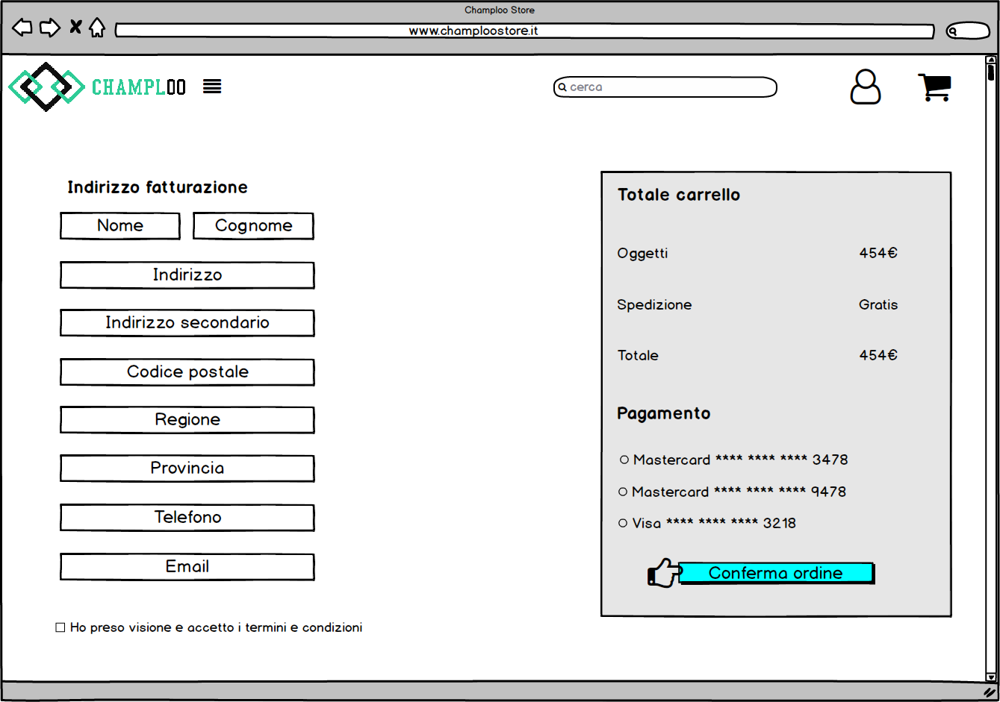 Champloo Store
www.champloostore.it
CHAMPLOO
cerca
Indirizzo fatturazione
Nome
Cognome
Indirizzo
Indirizzo secondario
Codice postale
Regione
Provincia
Telefono
Email
Ho preso visione e accetto i termini e condizioni
Totale carrello
Oggetti 454€
Spedizione Gratis
Totale 454€
Pagamento
Mastercard **** **** **** 3478
Mastercard **** **** **** 9478
Visa **** **** **** 3218
Conferma ordine